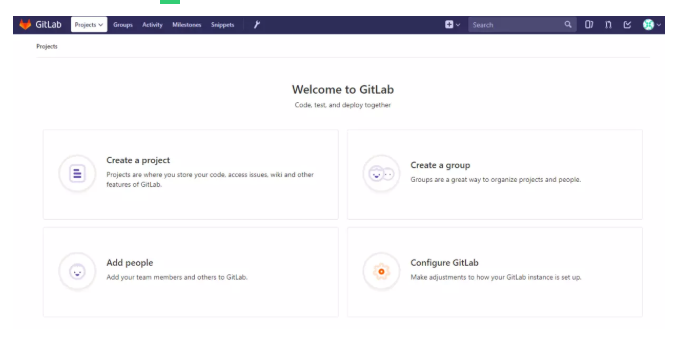 GitLab Projects Groups Activity Milestones Snippets Search
Projects
Welcome to GitLab
Code, test, and deploy together
Create a project
Projects are where you store your code, access issues, wiki and other
features of GitLab.
Create a group
Groups are a great way to organize projects and people.
Add people
Add your team members and others to GitLab.
Configure GitLab
Make adjustments to how your GitLab instance is set up.